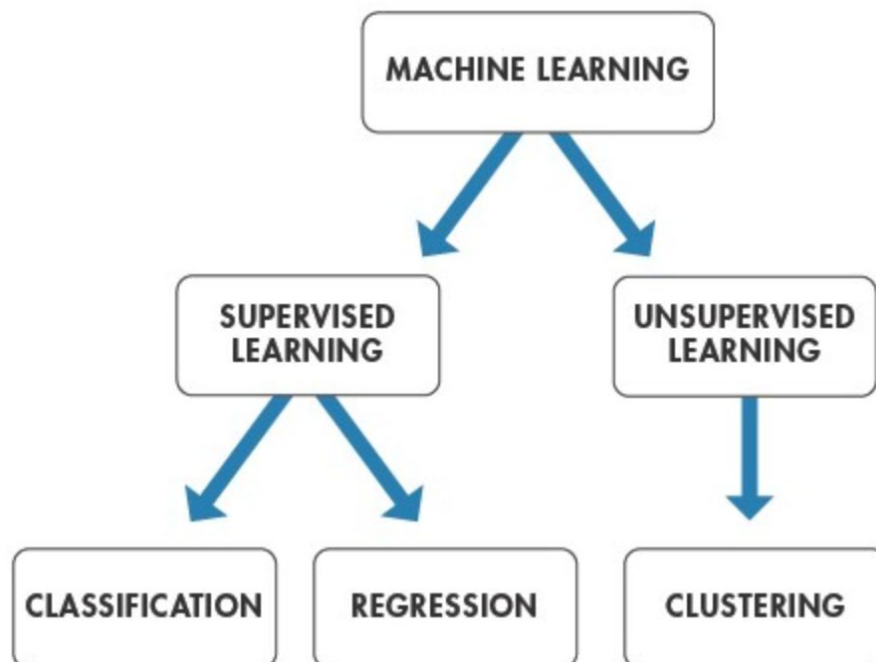 MACHINE LEARNING
SUPERVISED
LEARNING
UNSUPERVISED
LEARNING
CLASSIFICATION
REGRESSION
CLUSTERING